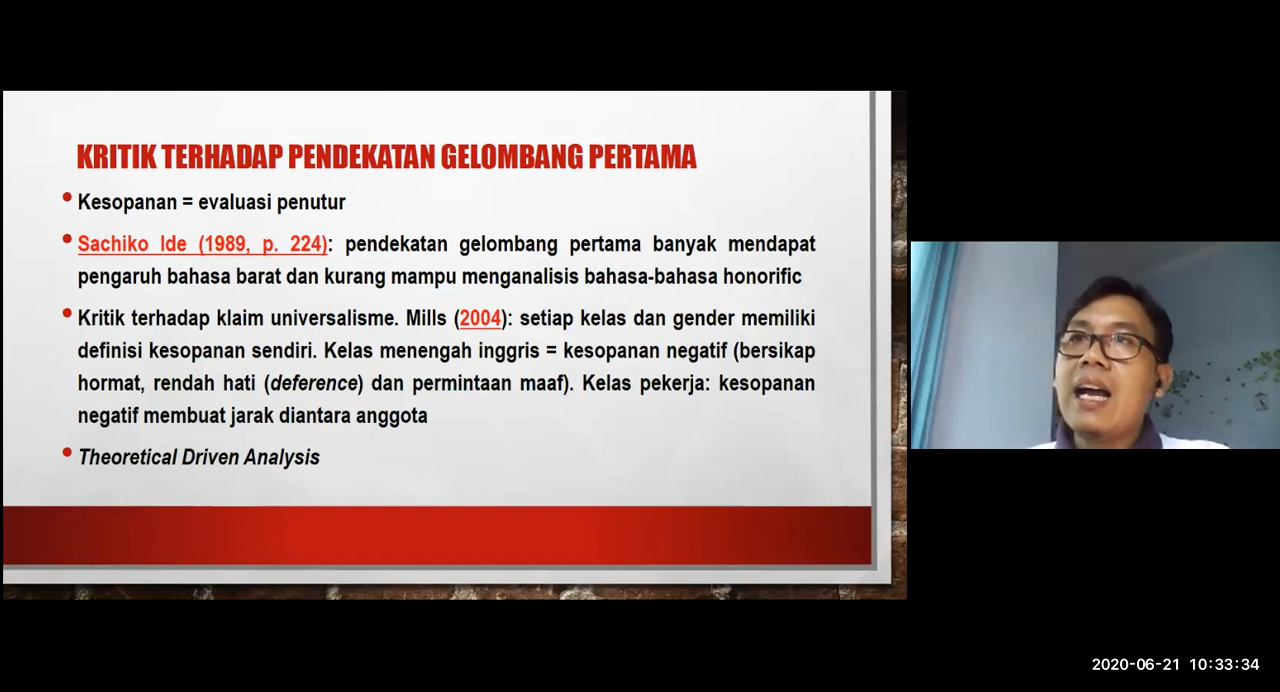 KRITIK TERHADAP PENDEKATAN GELOMBANG PERTAMA
Kesopanan = evaluasi penutur
Sachiko Ide (1989, p. 224): pendekatan gelombang pertama banyak mendapat
pengaruh bahasa barat dan kurang mampu menganalisis bahasa-bahasa honorific
Kritik terhadap klaim universalisme. Mills (2004): setiap kelas dan gender memiliki
definisi kesopanan sendiri. Kelas menengah inggris = kesopanan negatif (bersikap
hormat, rendah hati (deference) dan permintaan maaf). Kelas pekerja: kesopanan
negatif membuat jarak diantara anggota
Theoretical Driven Analysis
2020-06-21 10:33:34